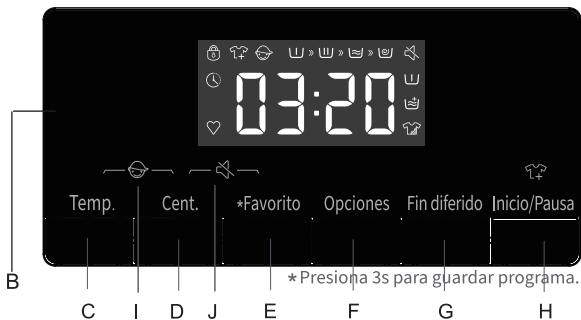 03:20
Temp. Cent. *Favorito Opciones Fin diferido Inicio/Pausa
B
*Presiona 3s para guardar programa.
C I D J E F G H